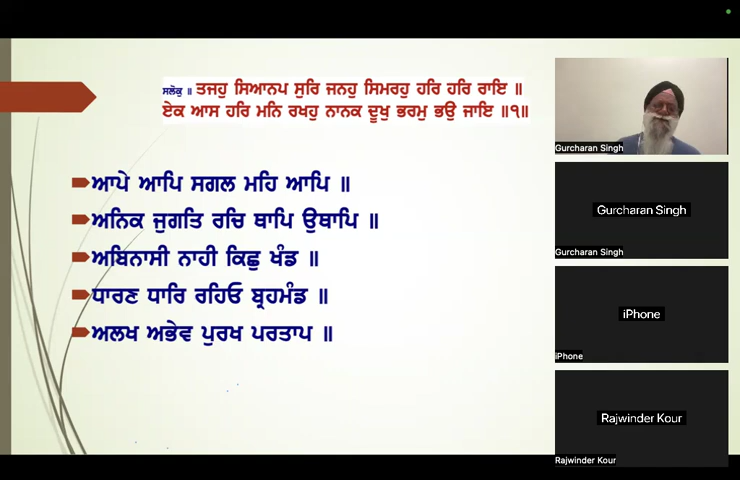 ਸਲੋਕੁ ॥ ਤਜਹੁ ਸਿਆਨਪ ਸੁਰਿ ਜਨਹੁ ਸਿਮਰਹੁ ਹਰਿ ਹਰਿ ਰਾਇ ॥
ਏਕ ਆਸ ਹਰਿ ਮਨਿ ਰਖਹੁ ਨਾਨਕ ਦੂਖੁ ਭਰਮੁ ਭਉ ਜਾਇ ॥੧॥
ਆਪੇ ਆਪਿ ਸਗਲ ਮਹਿ ਆਪਿ ॥
ਅਨਿਕ ਜੁਗਤਿ ਰਚਿ ਥਾਪਿ ਉਥਾਪਿ ॥
ਅਬਿਨਾਸੀ ਨਾਹੀ ਕਿਛੁ ਖੰਡ ॥
ਧਾਰਣ ਧਾਰਿ ਰਹਿਓ ਬ੍ਰਹਮੰਡ ॥
ਅਲਖ ਅਭੇਵ ਪੁਰਖ ਪਰਤਾਪ ॥
Gurcharan Singh
Gurcharan Singh
Gurcharan Singh
iPhone
iPhone
Rajwinder Kour
Rajwinder Kour